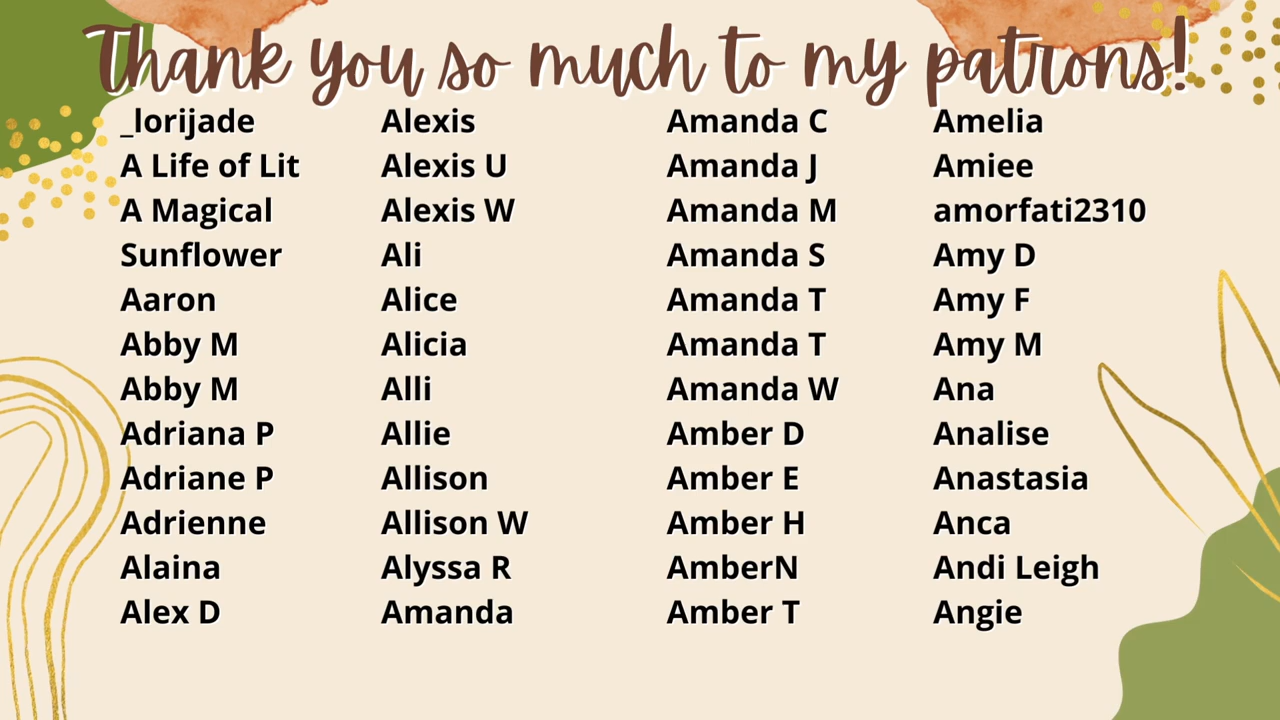 Thank you so much to my patrons!
_lorijade
A Life of Lit
A Magical
Sunflower
Aaron
Abby M
Abby M
Adriana P
Adriane P
Adrienne
Alaina
Alex D
Alexis
Alexis U
Alexis W
Ali
Alice
Alicia
Alli
Allie
Allison
Allison W
Alyssa R
Amanda
Amanda C
Amanda J
Amanda M
Amanda S
Amanda T
Amanda T
Amanda W
Amber D
Amber E
Amber H
AmberN
Amber T
Amelia
Amiee
amorfati2310
Amy D
Amy F
Amy M
Ana
Analise
Anastasia
Anca
Andi Leigh
Angie